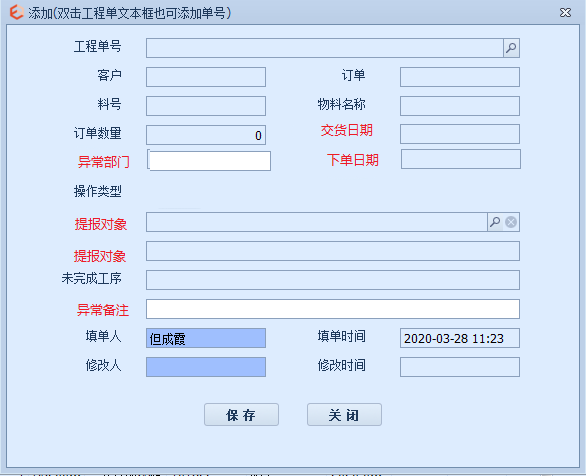 添加(双击工程单文本框也可添加单号)
工程单号
客户 订单
料号 物料名称
订单数量 0 交货日期
异常部门 下单日期
操作类型
提报对象
提报对象
未完成工序
异常备注
填单人 但成霞 填单时间 2020-03-28 11:23
修改人 修改时间
保存 关闭